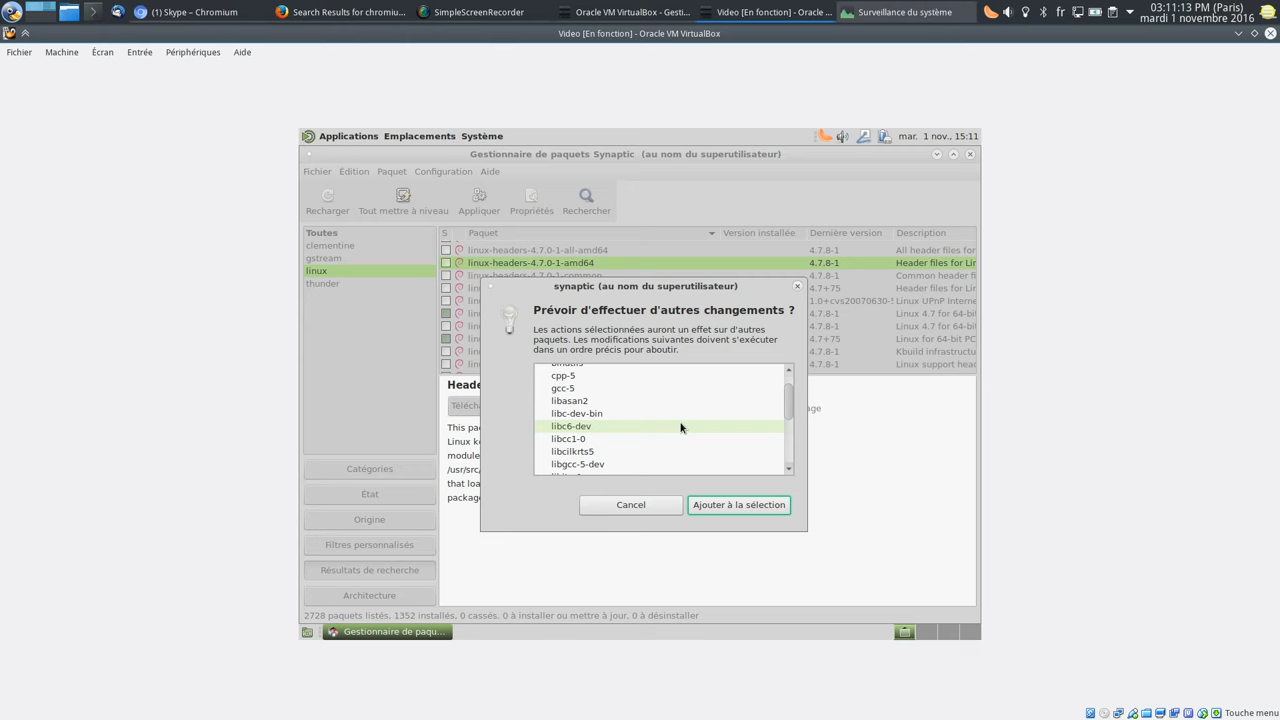 (1) Skype – Chromium
Search Results for chromiu...
SimpleScreenRecorder
Oracle VM VirtualBox - Gesti...
Video [En fonction] - Oracle ...
Surveillance du système
fr
03:11:13 PM (Paris)
mardi 1 novembre 2016
Video [En fonction] - Oracle VM VirtualBox
Fichier Machine Écran Entrée Périphériques Aide
Applications Emplacements Système
mar. 1 nov., 15:11
Gestionnaire de paquets Synaptic (au nom du superutilisateur)
Fichier Édition Paquet Configuration Aide
Recharger Tout mettre à niveau Appliquer Propriétés Rechercher
Toutes
clementine
gstream
linux
thunder
S Paquet Version installée Dernière version Description
linux-headers-4.7.0-1-all-amd64 4.7.8-1 All header files for
linux-headers-4.7.0-1-amd64 4.7.8-1 Header files for Lin
linux-headers-4.7.0-1-common 4.7.8-1 Common header f
4.7+75 Header files for Lin
1.0+cvs20070630- Linux UPnP Interne
4.7.8-1 Linux 4.7 for 64-bit
4.7.8-1 Linux 4.7 for 64-bit
4.7+75 Linux for 64-bit PC
4.7.8-1 Kbuild infrastructu
4.7.8-1 Linux support head
synaptic (au nom du superutilisateur)
Prévoir d'effectuer d'autres changements ?
Les actions sélectionnées auront un effet sur d'autres
paquets. Les modifications suivantes doivent s'exécuter
dans un ordre précis pour aboutir.
binutils
cpp-5
gcc-5
libasan2
libc-dev-bin
libc6-dev
libcc1-0
libcilkrts5
libgcc-5-dev
Cancel Ajouter à la sélection
Heade
Télécha
age
This pac
Linux ke
module
/usr/src/
that loa
package
Catégories
État
Origine
Filtres personnalisés
Résultats de recherche
Architecture
2728 paquets listés, 1352 installés, 0 cassés. 0 à installer ou mettre à jour, 0 à désinstaller
Gestionnaire de paqu...
Touche menu